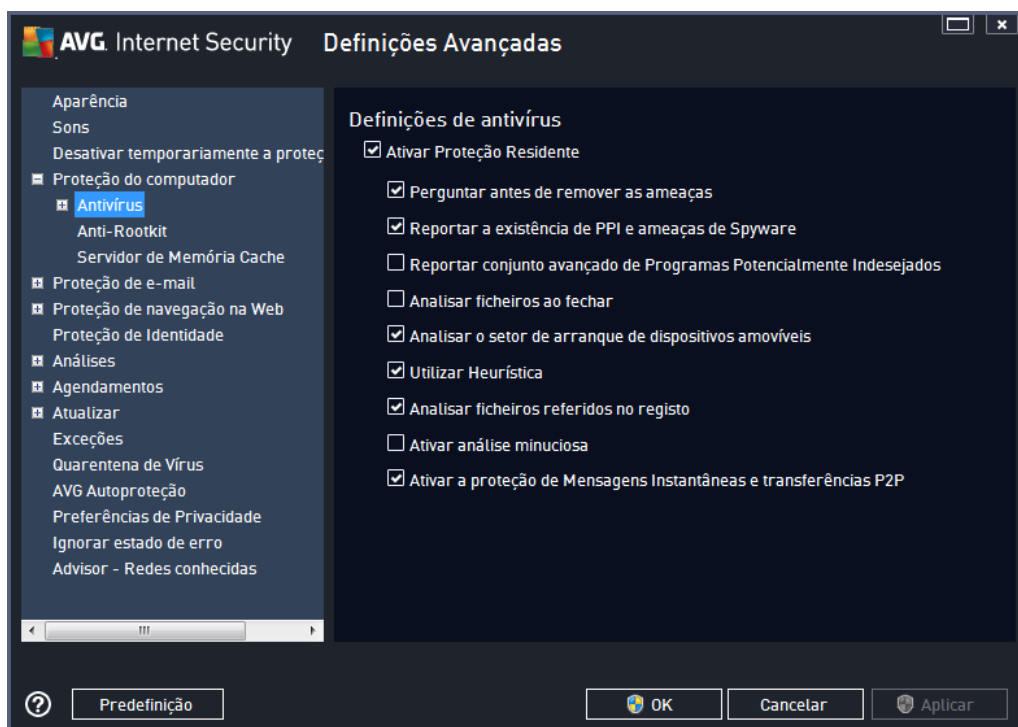 AVG. Internet Security Definições Avançadas
Aparência
Sons
Desativar temporariamente a proteç
Proteção do computador
Antivírus
Anti-Rootkit
Servidor de Memória Cache
Proteção de e-mail
Proteção de navegação na Web
Proteção de Identidade
Análises
Agendamentos
Atualizar
Exceções
Quarentena de Vírus
AVG Autoproteção
Preferências de Privacidade
Ignorar estado de erro
Advisor - Redes conhecidas
Definições de antivírus
Ativar Proteção Residente
Perguntar antes de remover as ameaças
Reportar a existência de PPI e ameaças de Spyware
Reportar conjunto avançado de Programas Potencialmente Indesejados
Analisar ficheiros ao fechar
Analisar o setor de arranque de dispositivos amovíveis
Utilizar Heurística
Analisar ficheiros referidos no registo
Ativar análise minuciosa
Ativar a proteção de Mensagens Instantâneas e transferências P2P
? Predefinição OK Cancelar Aplicar